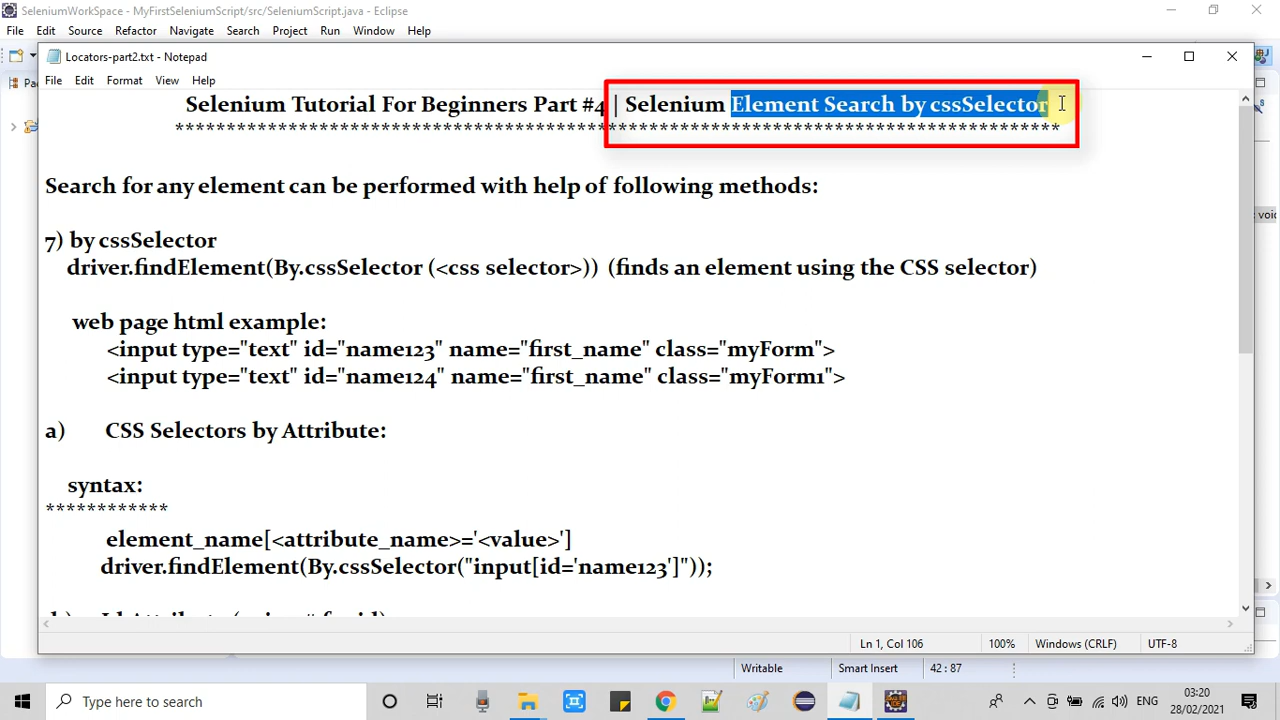 SeleniumWorkSpace - MyFirstSeleniumScript/src/SeleniumScript.java - Eclipse
File Edit Source Refactor Navigate Search Project Run Window Help
Locators-part2.txt - Notepad
File Edit Format View Help
Selenium Tutorial For Beginners Part #4 | Selenium Element Search by cssSelector
Search for any element can be performed with help of following methods:
7) by cssSelector
driver.findElement(By.cssSelector (<css selector>)) (finds an element using the CSS selector)
web page html example:
<input type="text" id="name123" name="first_name" class="myForm">
<input type="text" id="name124" name="first_name" class="myForm1">
a) CSS Selectors by Attribute:
syntax:
************
element_name[<attribute_name>='<value>']
driver.findElement(By.cssSelector("input[id='name123']"));
Ln 1, Col 106 100% Windows (CRLF) UTF-8
Writable Smart Insert 42 : 87
Type here to search
ENG
03:20
28/02/2021